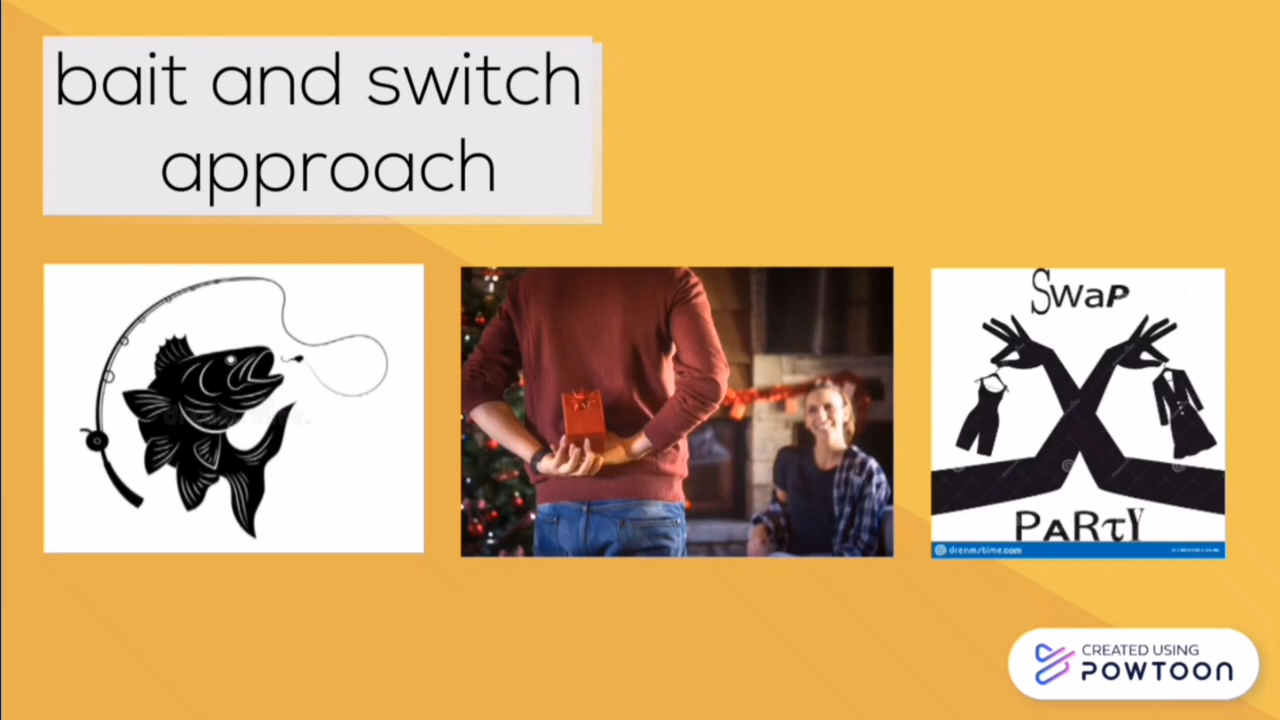 bait and switch
approach
SWaP
PARTY
dreamstime.com
CREATED USING
POWTOON